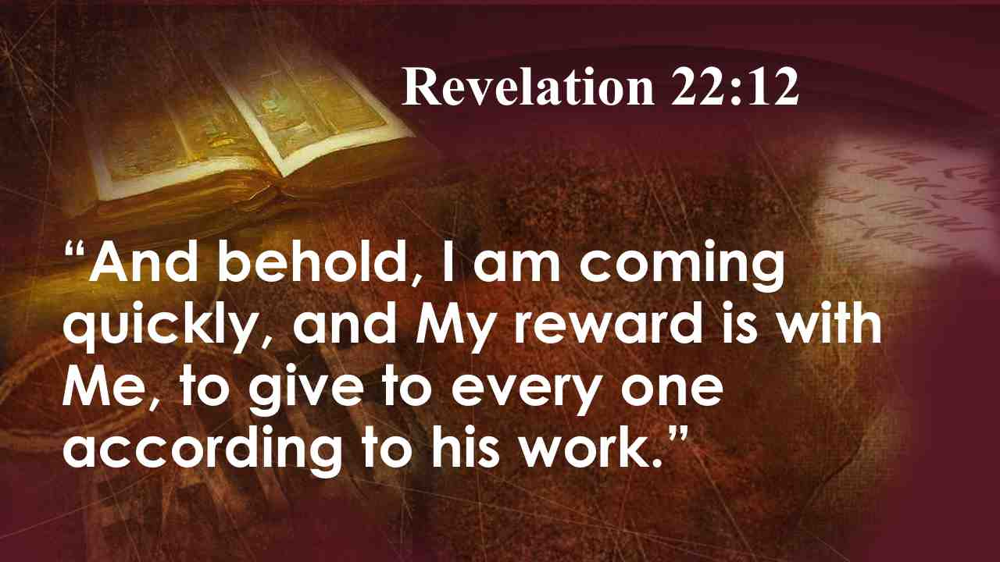 Revelation 22:12
“And behold, I am coming
quickly, and My reward is with
Me, to give to every one
according to his work.”